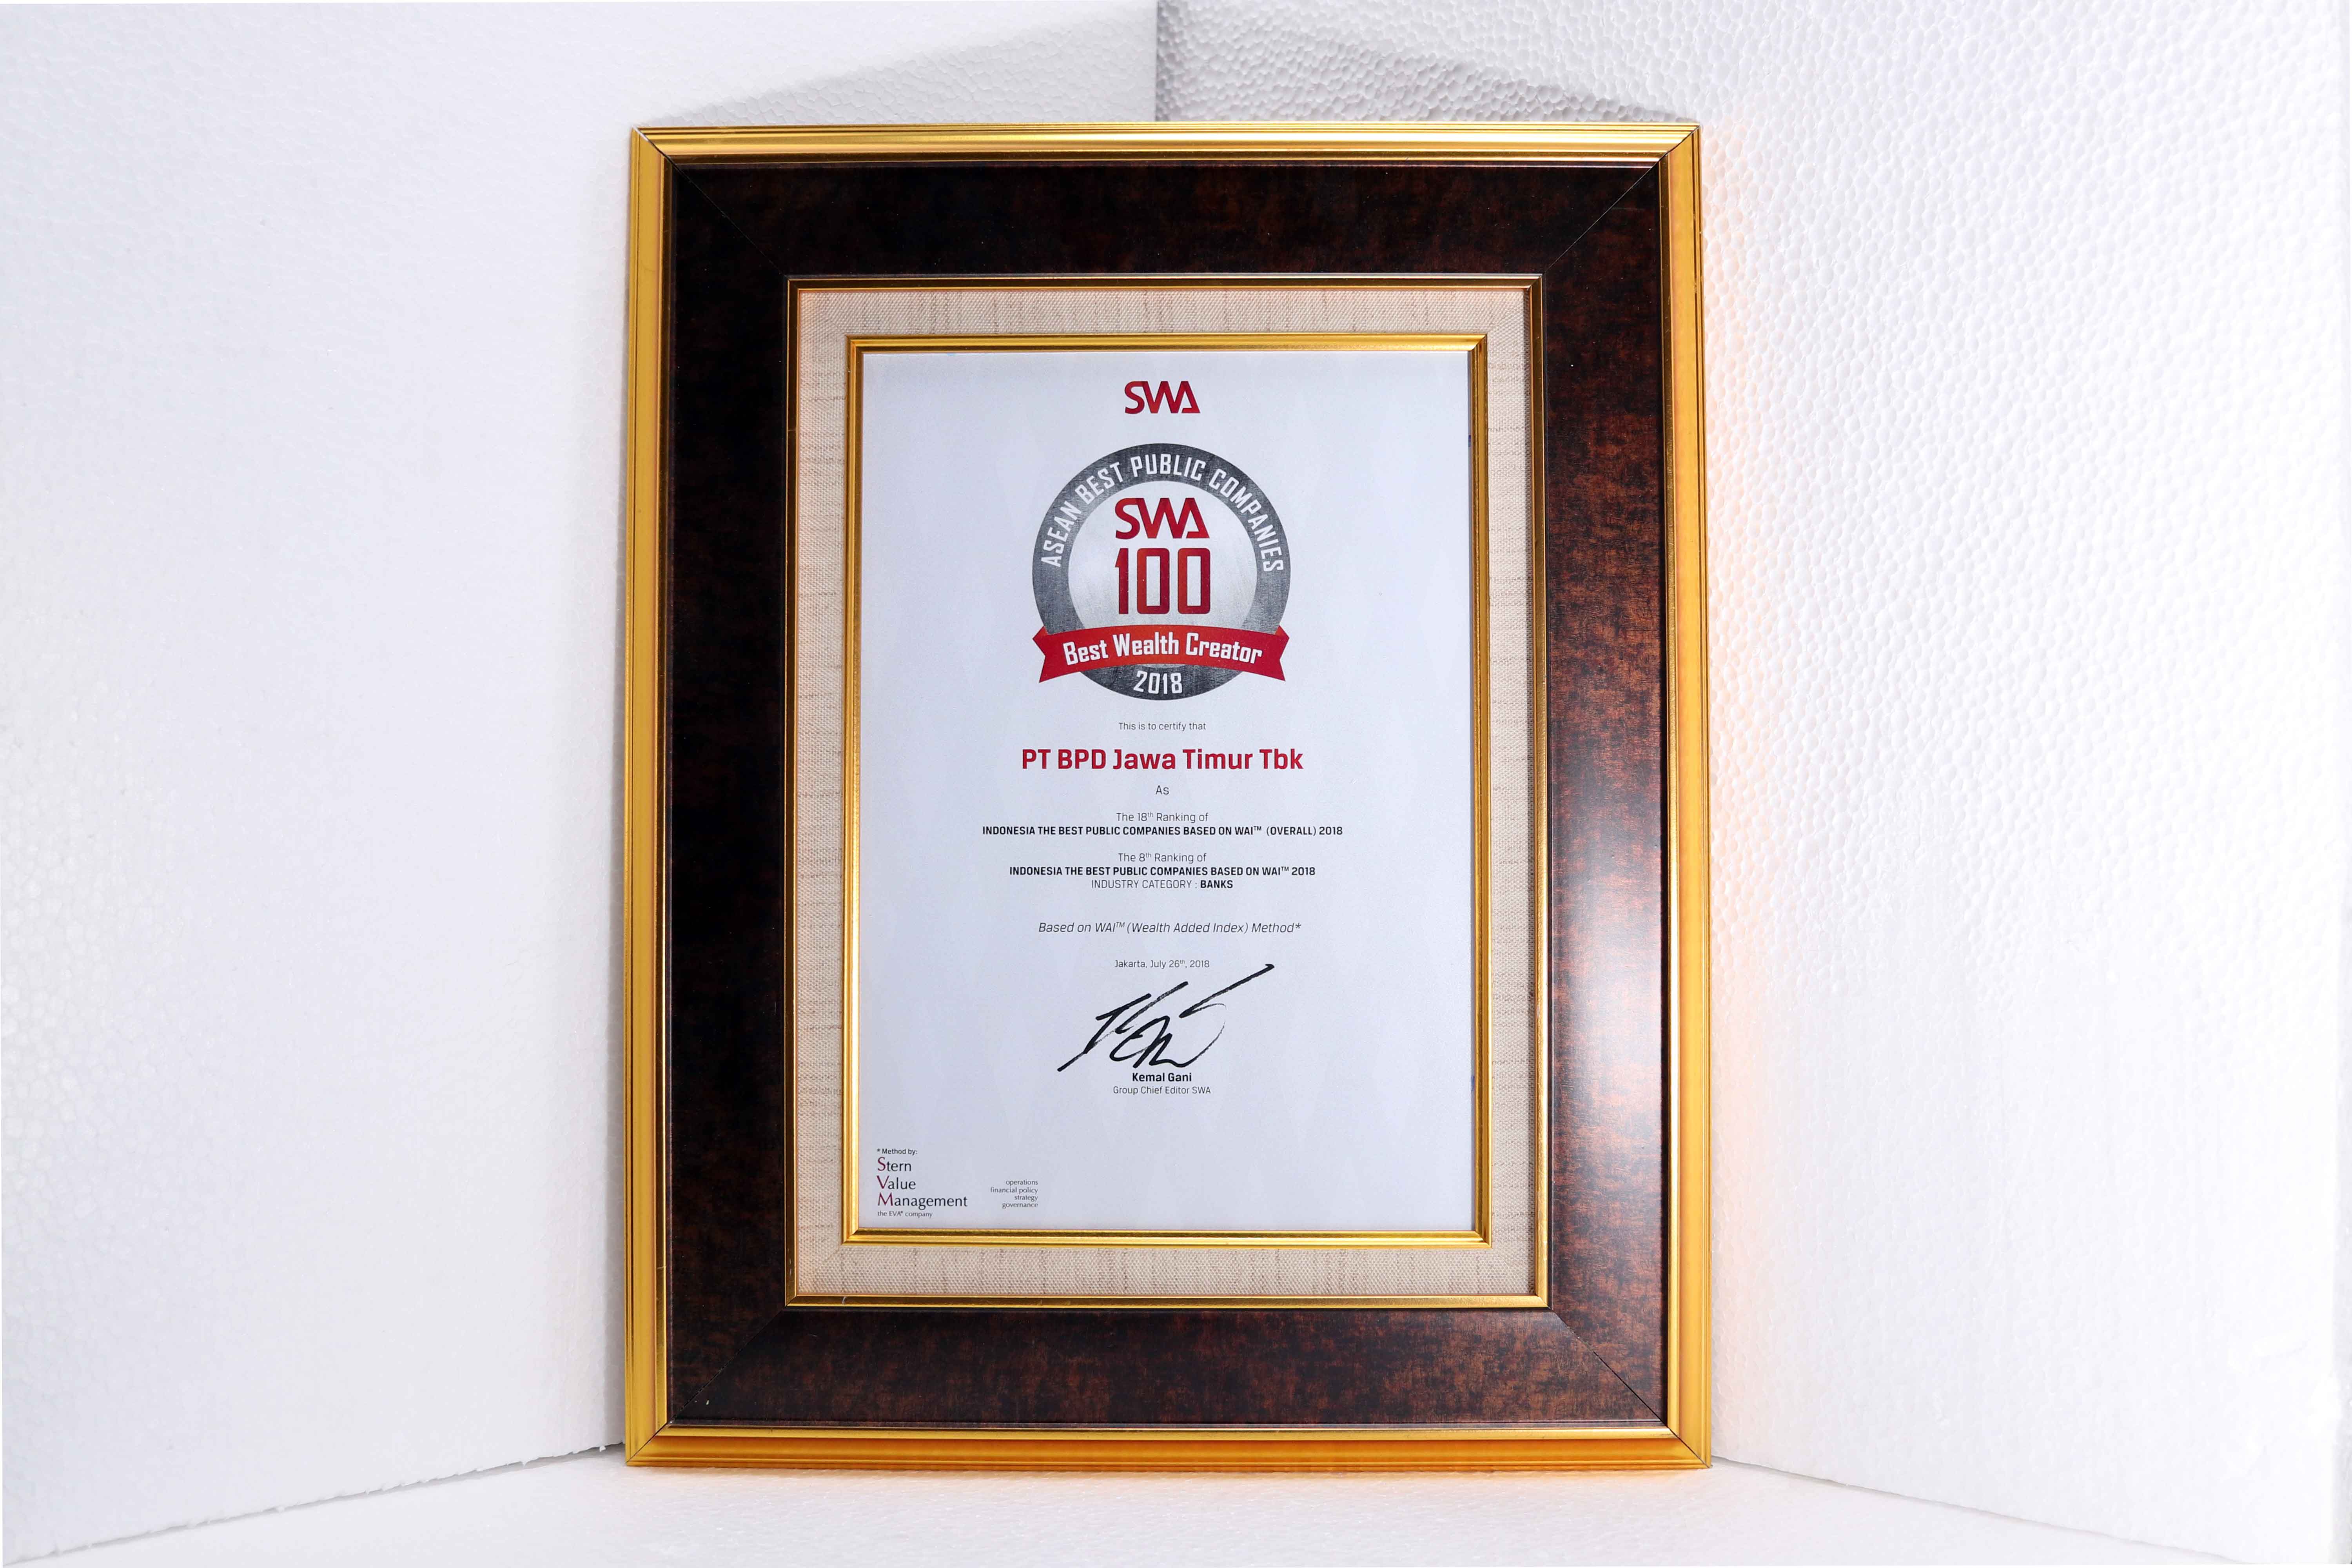 SWA
ASEAN BEST PUBLIC COMPANIES
SWA
100
Best Wealth Creator
2018
This is to certify that
PT BPD Jawa Timur Tbk
As
The 18th Ranking of
INDONESIA THE BEST PUBLIC COMPANIES BASED ON WAI™ (OVERALL) 2018
The 8th Ranking of
INDONESIA THE BEST PUBLIC COMPANIES BASED ON WAI™ 2018
INDUSTRY CATEGORY : BANKS
Based on WAI™ (Wealth Added Index) Method*
Jakarta, July 26th, 2018
Kemal Gani
Group Chief Editor SWA
* Method by:
Stern
Value
Management
the EVA® company
operations
financial policy
strategy
governance